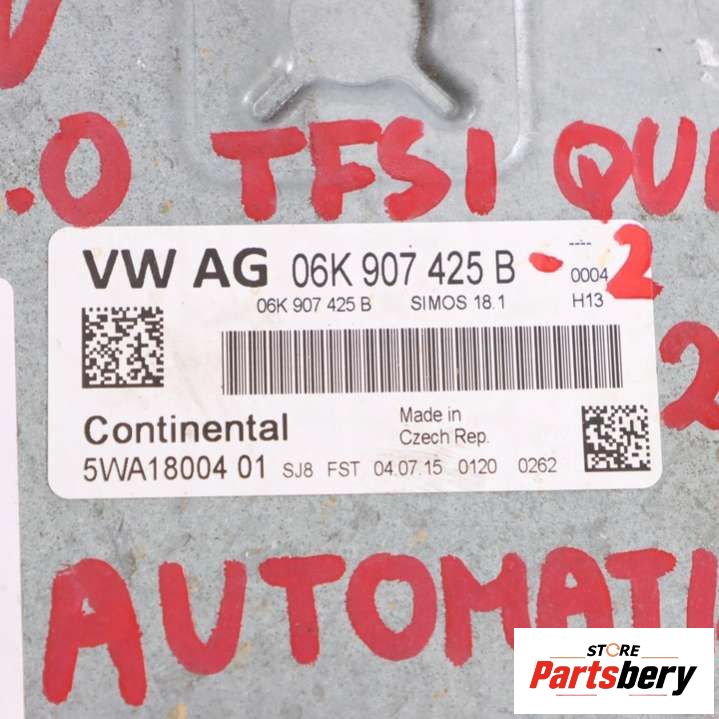 .0 TFSI QU
VW AG 06K 907 425 B - 2
----
0004
06K 907 425 B SIMOS 18.1 H13
2
Continental
Made in
Czech Rep.
5WA18004 01 SJ8 FST 04.07.15 0120 0262
AUTOMATI
STORE
Partsbery